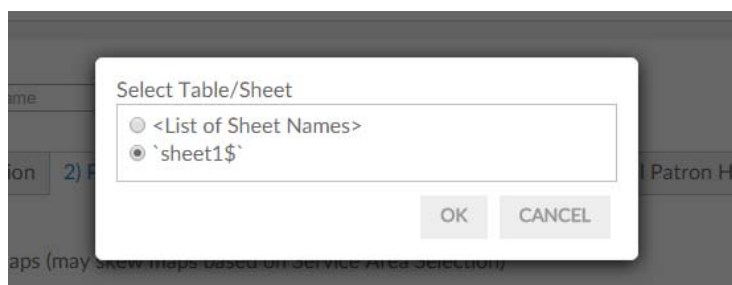 Select Table/Sheet
<List of Sheet Names>
`sheet1$`
OK CANCEL
ion 2) F l Patron H
aps (may skew maps based on Service Area Selection)